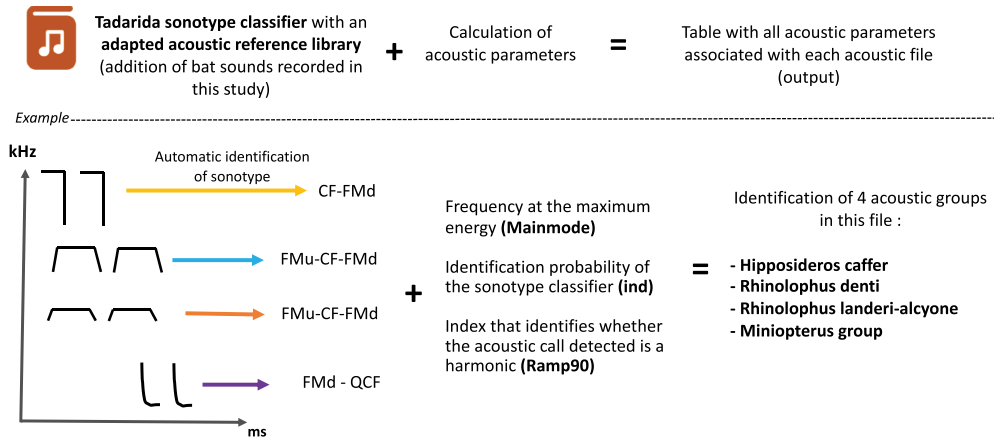 Tadarida sonotype classifier with an
adapted acoustic reference library
(addition of bat sounds recorded in
this study)
+
Calculation of
acoustic parameters
=
Table with all acoustic parameters
associated with each acoustic file
(output)
Example
kHz
Automatic identification
of sonotype
CF-FMd
FMu-CF-FMd
FMu-CF-FMd
FMd - QCF
ms
+
Frequency at the maximum
energy (Mainmode)
Identification probability of
the sonotype classifier (ind)
Index that identifies whether
the acoustic call detected is a
harmonic (Ramp90)
=
Identification of 4 acoustic groups
in this file :
- Hipposideros caffer
- Rhinolophus denti
- Rhinolophus landeri-alcyone
- Miniopterus group